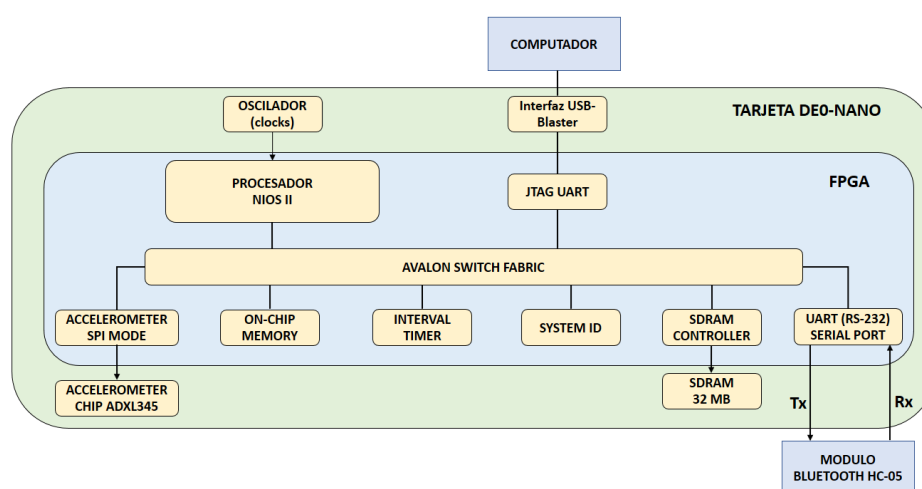 COMPUTADOR
OSCILADOR
(clocks)
Interfaz USB-
Blaster
TARJETA DE0-NANO
PROCESADOR
NIOS II
JTAG UART
FPGA
AVALON SWITCH FABRIC
ACCELEROMETER
SPI MODE
ON-CHIP
MEMORY
INTERVAL
TIMER
SYSTEM ID
SDRAM
CONTROLLER
UART (RS-232)
SERIAL PORT
ACCELEROMETER
CHIP ADXL345
SDRAM
32 MB
Tx
Rx
MODULO
BLUETOOTH HC-05